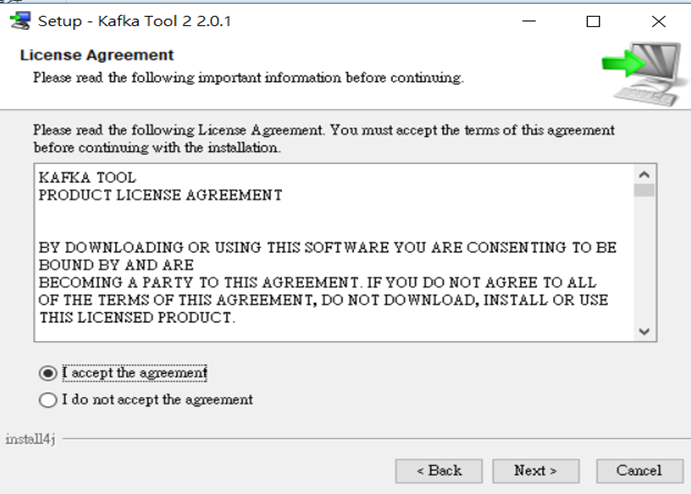 Setup - Kafka Tool 2 2.0.1
License Agreement
Please read the following important information before continuing.
Please read the following License Agreement. You must accept the terms of this agreement
before continuing with the installation.
KAFKA TOOL
PRODUCT LICENSE AGREEMENT
BY DOWNLOADING OR USING THIS SOFTWARE YOU ARE CONSENTING TO BE
BOUND BY AND ARE
BECOMING A PARTY TO THIS AGREEMENT. IF YOU DO NOT AGREE TO ALL
OF THE TERMS OF THIS AGREEMENT, DO NOT DOWNLOAD, INSTALL OR USE
THIS LICENSED PRODUCT.
I accept the agreement
I do not accept the agreement
install4j
< Back
Next >
Cancel